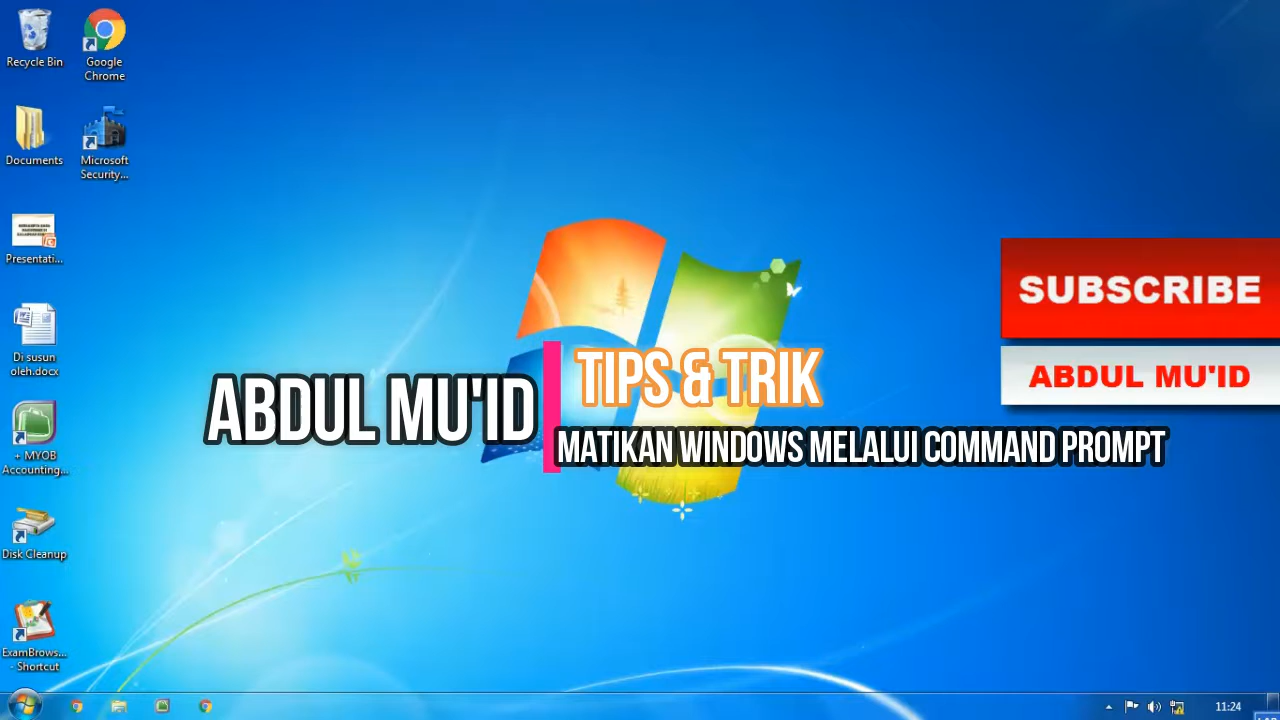 Recycle Bin
Google
Chrome
Documents
Microsoft
Security...
Presentati...
Di susun
oleh.docx
+ MYOB
Accounting...
Disk Cleanup
ExamBrows...
- Shortcut
SUBSCRIBE
ABDUL MU'ID
ABDUL MU'ID
TIPS & TRIK
MATIKAN WINDOWS MELALUI COMMAND PROMPT
11:24